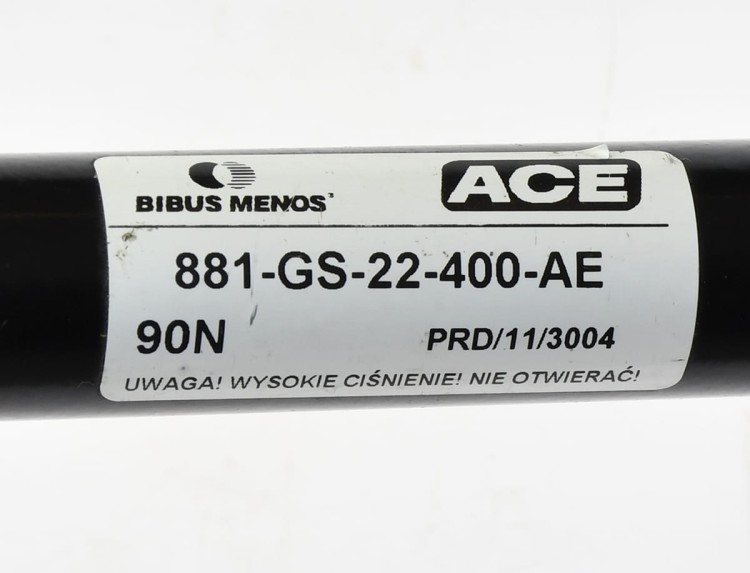 BIBUS MENOS
ACE
881-GS-22-400-AE
90N PRD/11/3004
UWAGA! WYSOKIE CIŚNIENIE! NIE OTWIERAĆ!